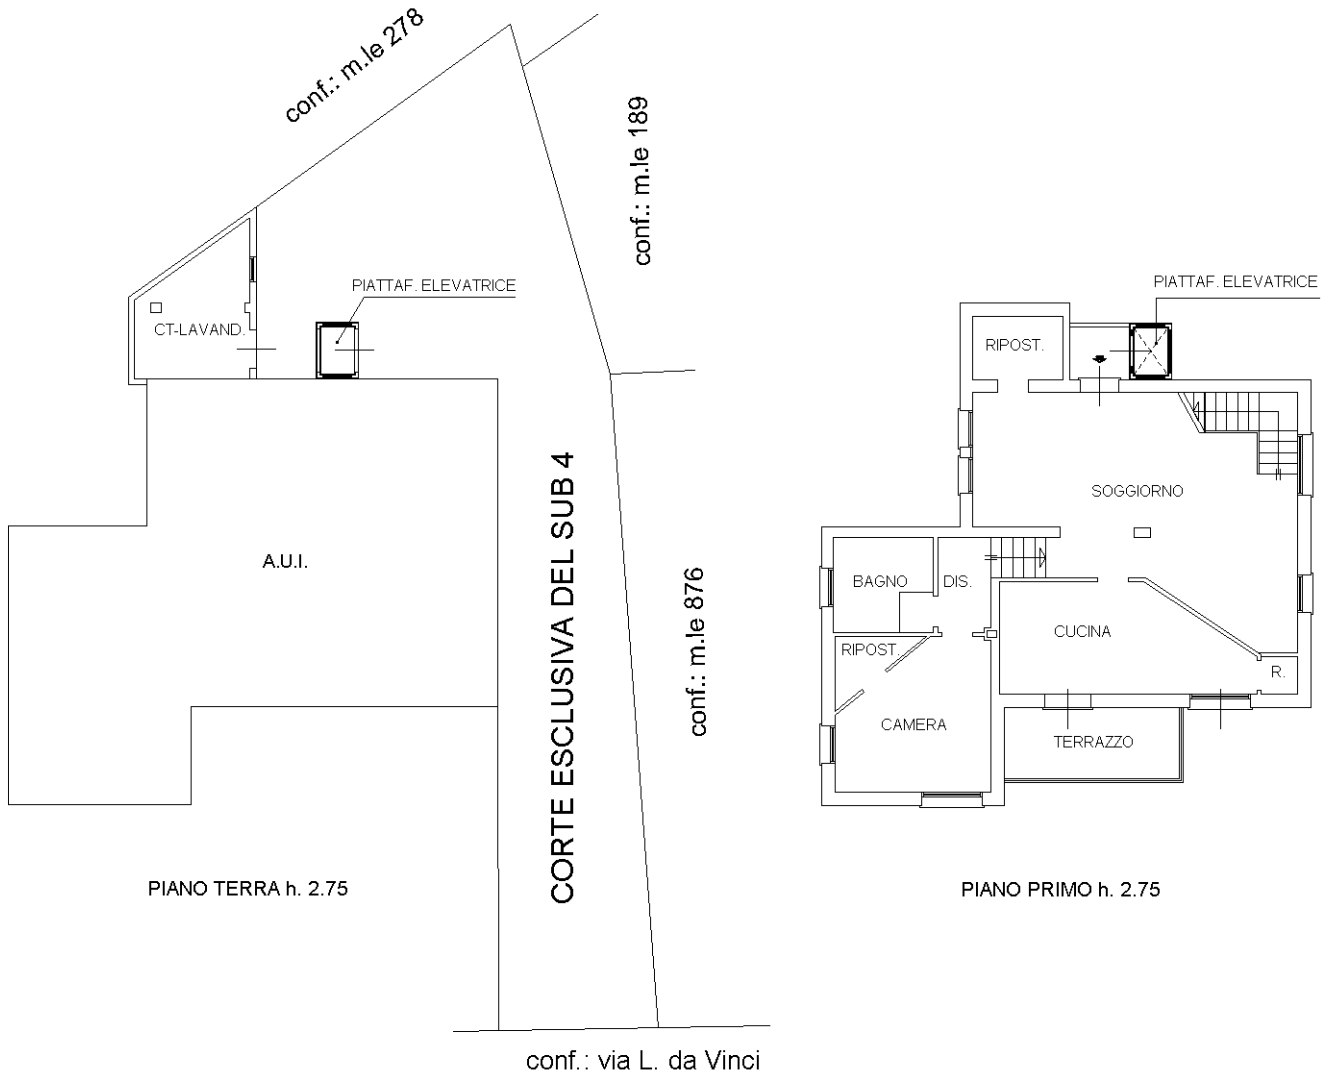 conf.: m.le 278
conf.: m.le 189
PIATTAF. ELEVATRICE
CT-LAVAND.
A.U.I.
CORTE ESCLUSIVA DEL SUB 4
conf.: m.le 876
PIANO TERRA h. 2.75
conf.: via L. da Vinci
PIATTAF. ELEVATRICE
RIPOST.
SOGGIORNO
BAGNO
DIS.
CUCINA
RIPOST.
R.
CAMERA
TERRAZZO
PIANO PRIMO h. 2.75